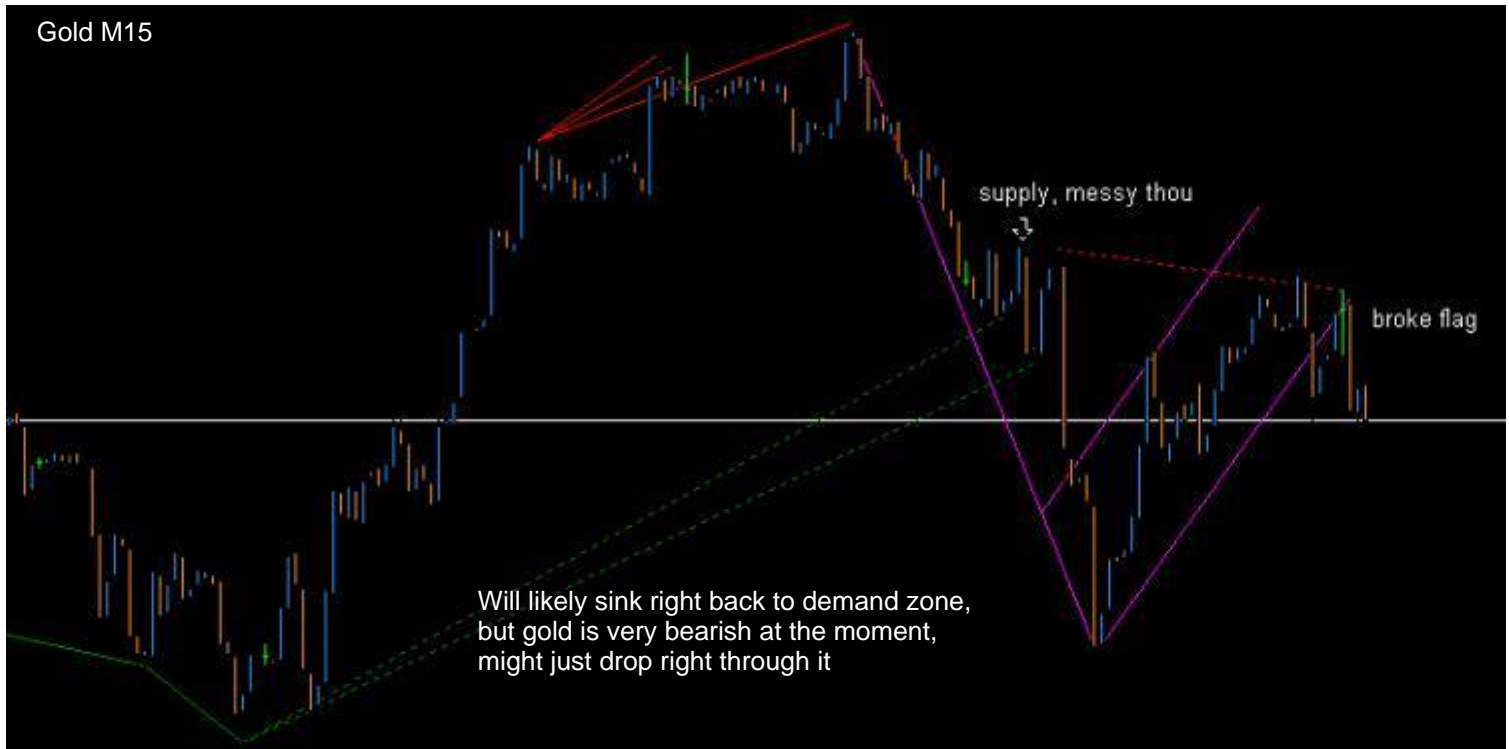 Gold M15
supply, messy thou
broke flag
Will likely sink right back to demand zone,
but gold is very bearish at the moment,
might just drop right through it